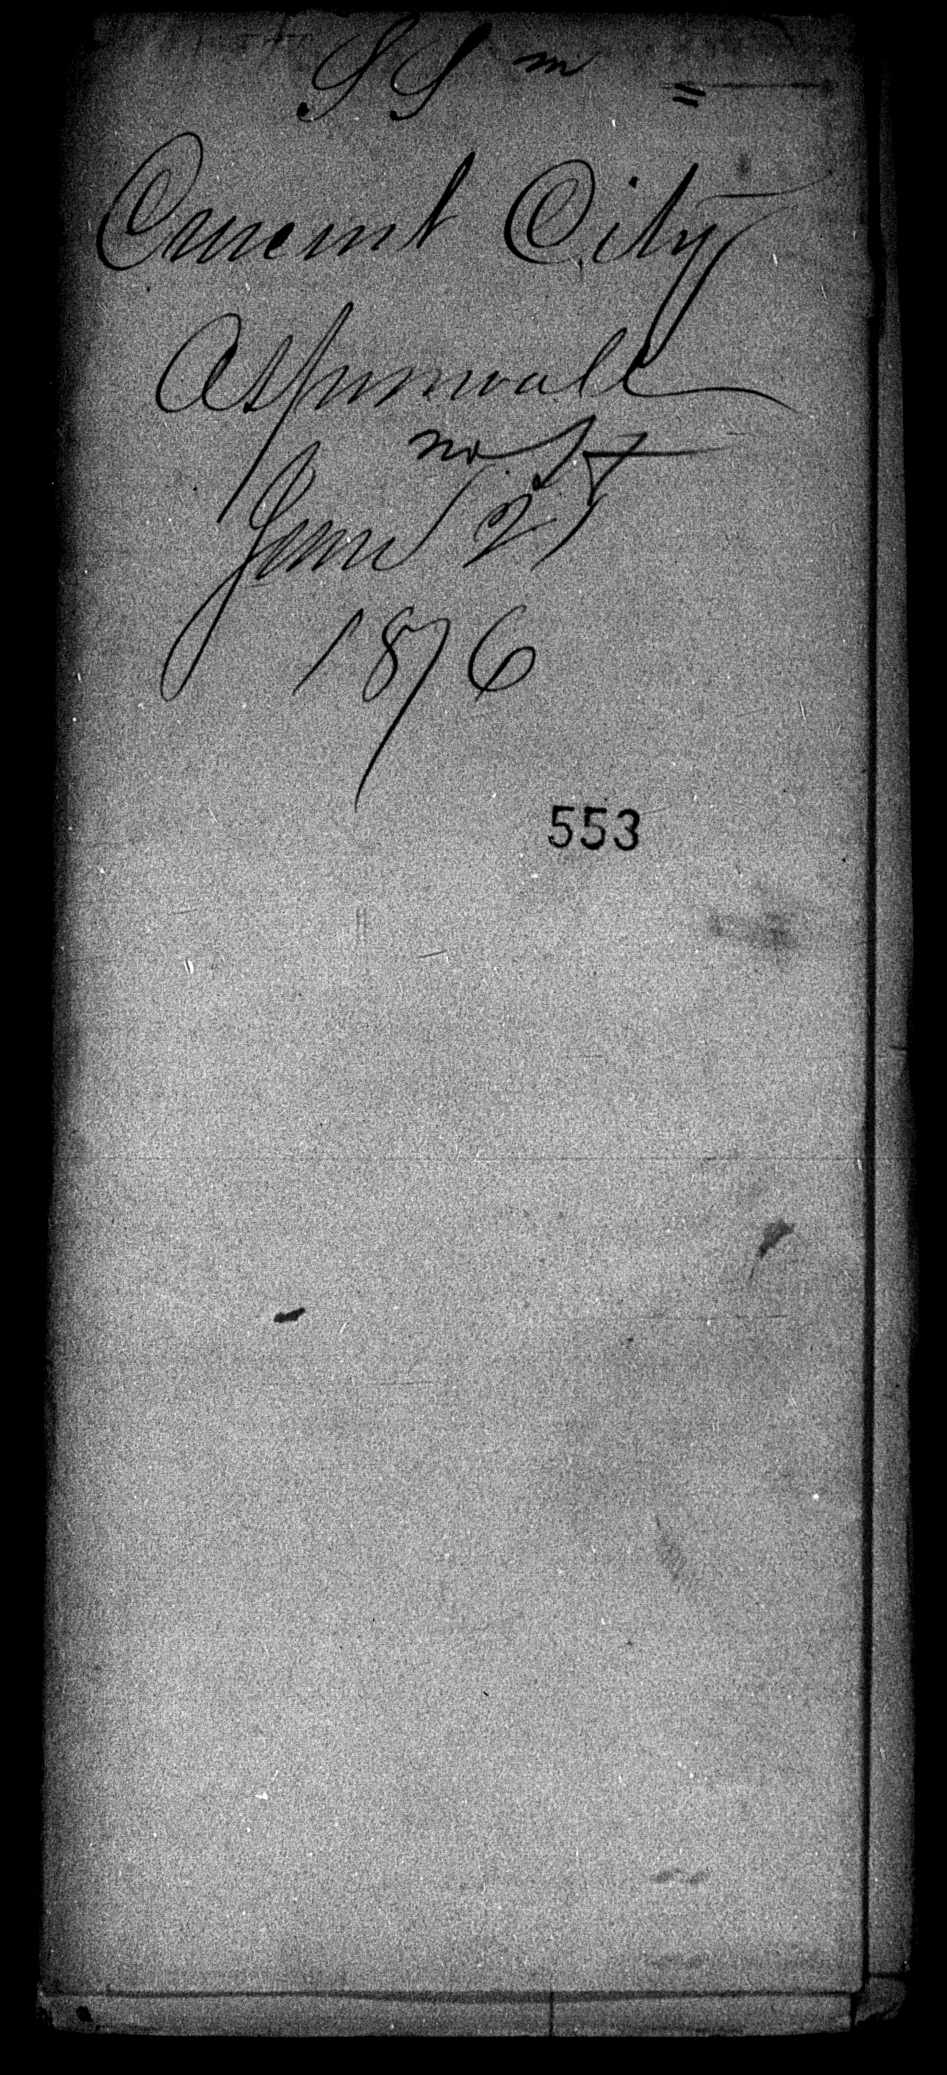 SS m
Crescent City
Aspinwall
no. 57
June 27
1876
553